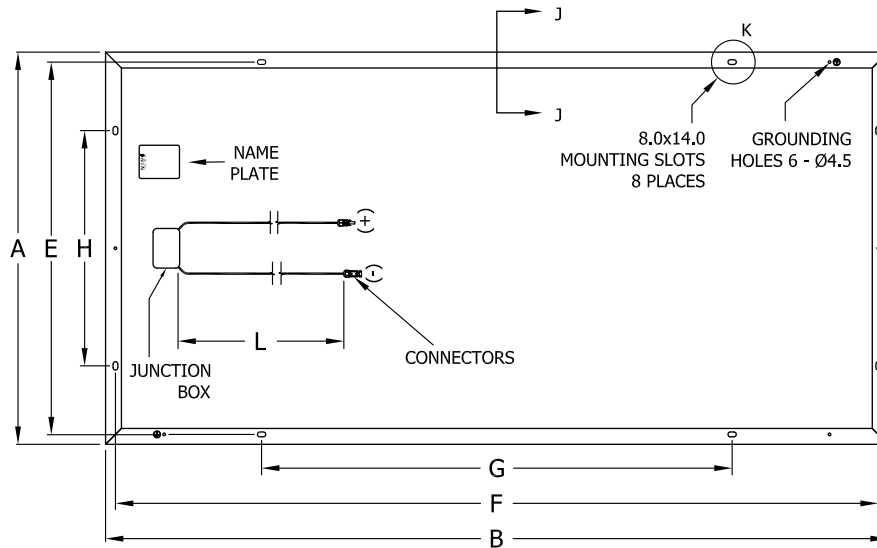 J
K
J
8.0x14.0
MOUNTING SLOTS
8 PLACES
GROUNDING
HOLES 6 - Ø4.5
NAME
PLATE
(+)
A
E
H
(-)
L
CONNECTORS
JUNCTION
BOX
G
F
B